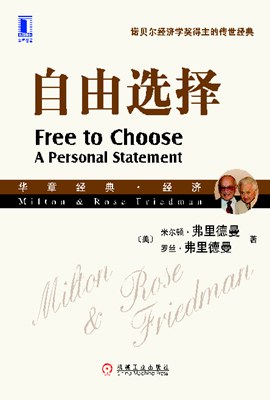 诺贝尔经济学奖得主的传世经典
自由选择
Free to Choose
A Personal Statement
华章经典·经济
Milton & Rose Friedman
〔美〕 米尔顿·弗里德曼
罗丝·弗里德曼 著
Milton
Rose
& Friedman
机械工业出版社
China Machine Press